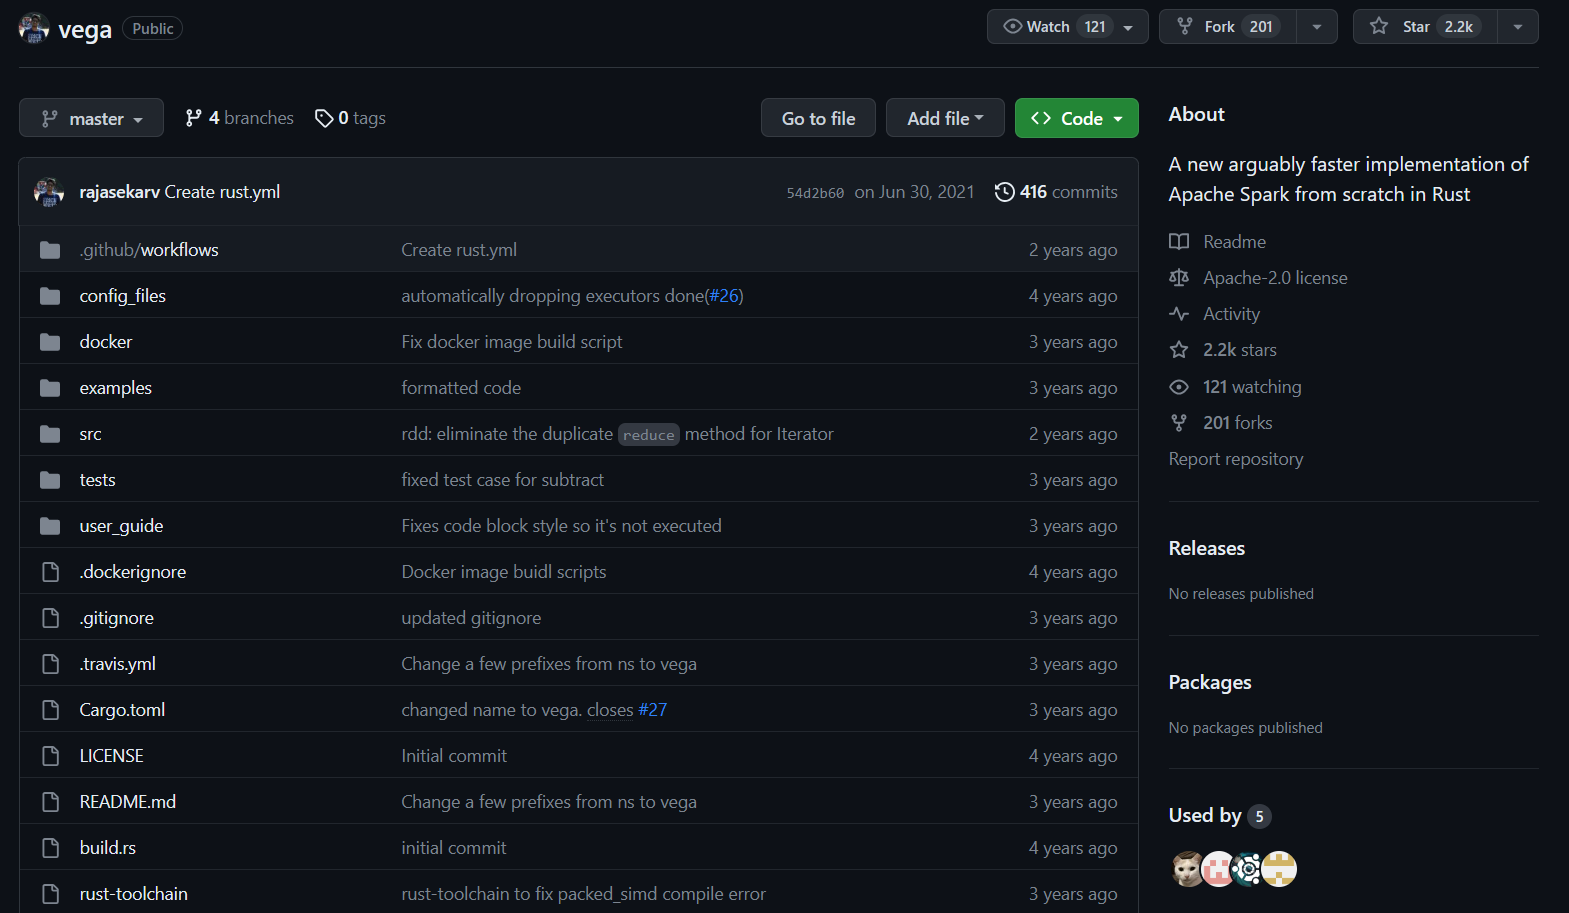 vega Public Watch 121 Fork 201 Star 2.2k
master 4 branches 0 tags Go to file Add file Code
rajasekarv Create rust.yml 54d2b60 on Jun 30, 2021 416 commits
.github/workflows Create rust.yml 2 years ago
config_files automatically dropping executors done(#26) 4 years ago
docker Fix docker image build script 3 years ago
examples formatted code 3 years ago
src rdd: eliminate the duplicate reduce method for Iterator 2 years ago
tests fixed test case for subtract 3 years ago
user_guide Fixes code block style so it's not executed 3 years ago
.dockerignore Docker image buidl scripts 4 years ago
.gitignore updated gitignore 3 years ago
.travis.yml Change a few prefixes from ns to vega 3 years ago
Cargo.toml changed name to vega. closes #27 3 years ago
LICENSE Initial commit 4 years ago
README.md Change a few prefixes from ns to vega 3 years ago
build.rs initial commit 4 years ago
rust-toolchain rust-toolchain to fix packed_simd compile error 3 years ago
About
A new arguably faster implementation of
Apache Spark from scratch in Rust
Readme
Apache-2.0 license
Activity
2.2k stars
121 watching
201 forks
Report repository
Releases
No releases published
Packages
No packages published
Used by 5